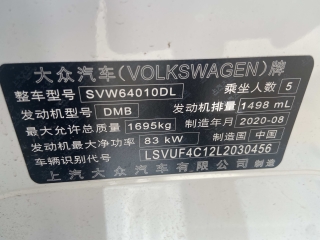 大众汽车(VOLKSWAGEN)牌
整车型号 SVW64010DL 乘坐人数 5
发动机型号 DMB 发动机排量 1498 mL
最大允许总质量 1695kg 制造年月 2020-08
发动机最大净功率 83 kW 制造国 中国
车辆识别代号 LSVUF4C12L2030456
上汽大众汽车有限公司 制造